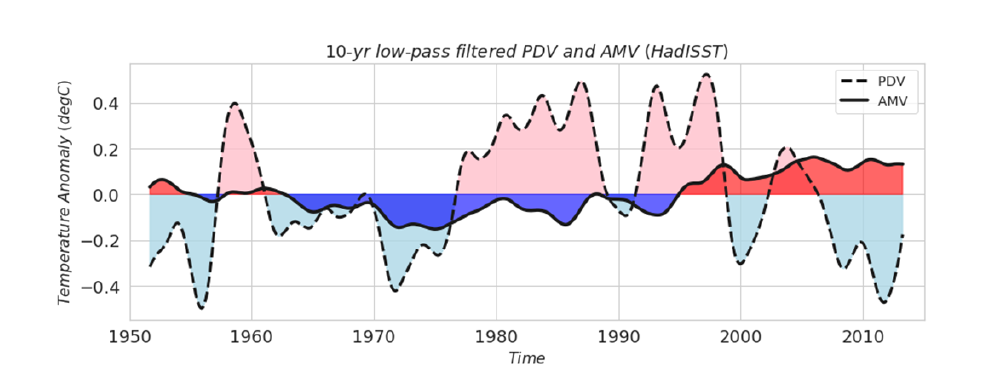 10-yr low-pass filtered PDV and AMV (HadISST)
PDV
AMV
Temperature Anomaly (degC)
0.4
0.2
0.0
−0.2
−0.4
1950 1960 1970 1980 1990 2000 2010
Time